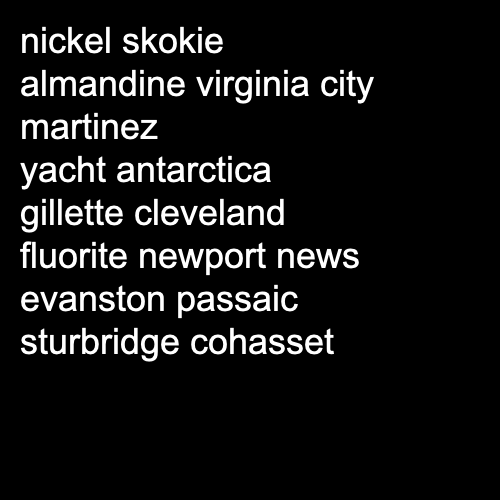 nickel skokie
almandine virginia city
martinez
yacht antarctica
gillette cleveland
fluorite newport news
evanston passaic
sturbridge cohasset